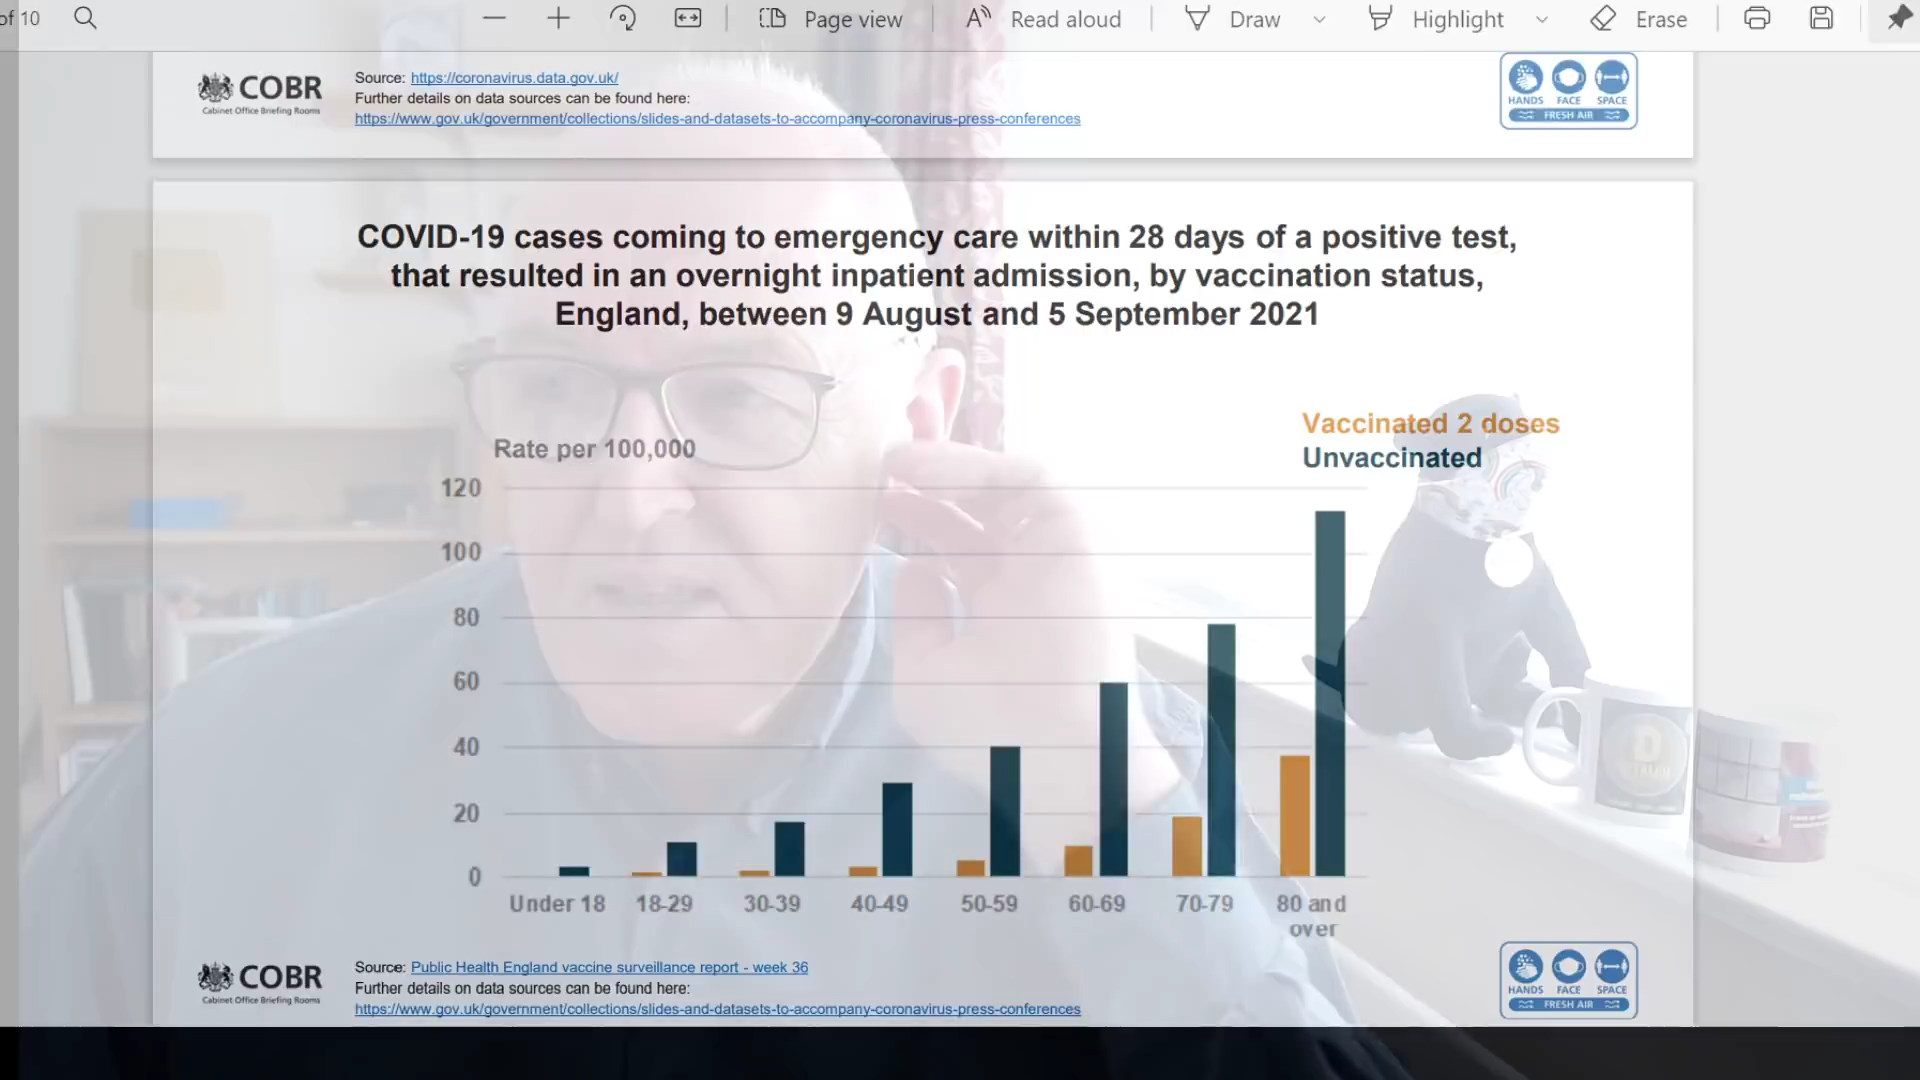 of 10
Page view
Read aloud
Draw
Highlight
Erase
COBR
Cabinet Office Briefing Rooms
Source: https://coronavirus.data.gov.uk/
Further details on data sources can be found here:
https://www.gov.uk/government/collections/slides-and-datasets-to-accompany-coronavirus-press-conferences
HANDS FACE SPACE
FRESH AIR
COVID-19 cases coming to emergency care within 28 days of a positive test,
that resulted in an overnight inpatient admission, by vaccination status,
England, between 9 August and 5 September 2021
Vaccinated 2 doses
Unvaccinated
Rate per 100,000
120
100
80
60
40
20
0
Under 18 18-29 30-39 40-49 50-59 60-69 70-79 80 and
over
COBR
Cabinet Office Briefing Rooms
Source: Public Health England vaccine surveillance report - week 36
Further details on data sources can be found here:
https://www.gov.uk/government/collections/slides-and-datasets-to-accompany-coronavirus-press-conferences
HANDS FACE SPACE
FRESH AIR